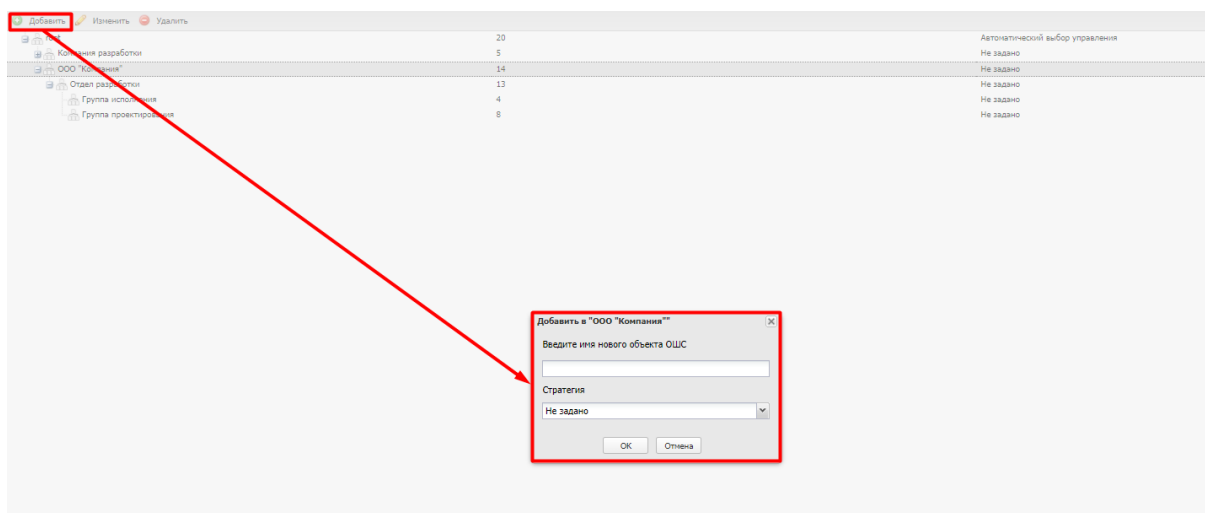 Добавить Изменить Удалить
root 20 Автоматический выбор управления
Компания разработки 5 Не задано
ООО "Компания" 14 Не задано
Отдел разработки 13 Не задано
Группа исполнения 4 Не задано
Группа проектирования 8 Не задано
Добавить в "ООО "Компания""
Введите имя нового объекта ОШС
Стратегия
Не задано
OK Отмена